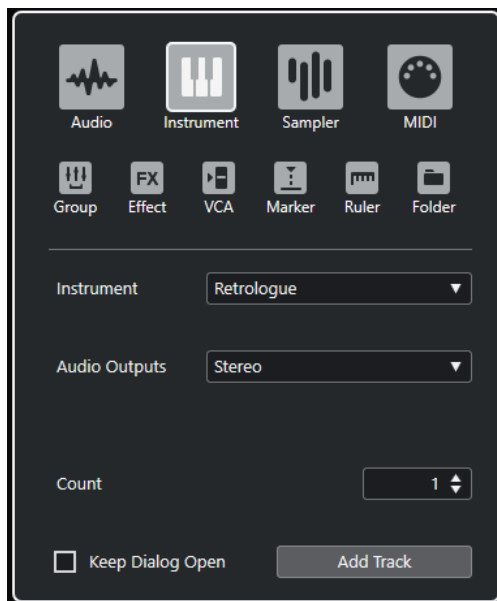 Audio Instrument Sampler MIDI
FX
Group Effect VCA Marker Ruler Folder
Instrument Retrologue
Audio Outputs Stereo
Count 1
Keep Dialog Open Add Track